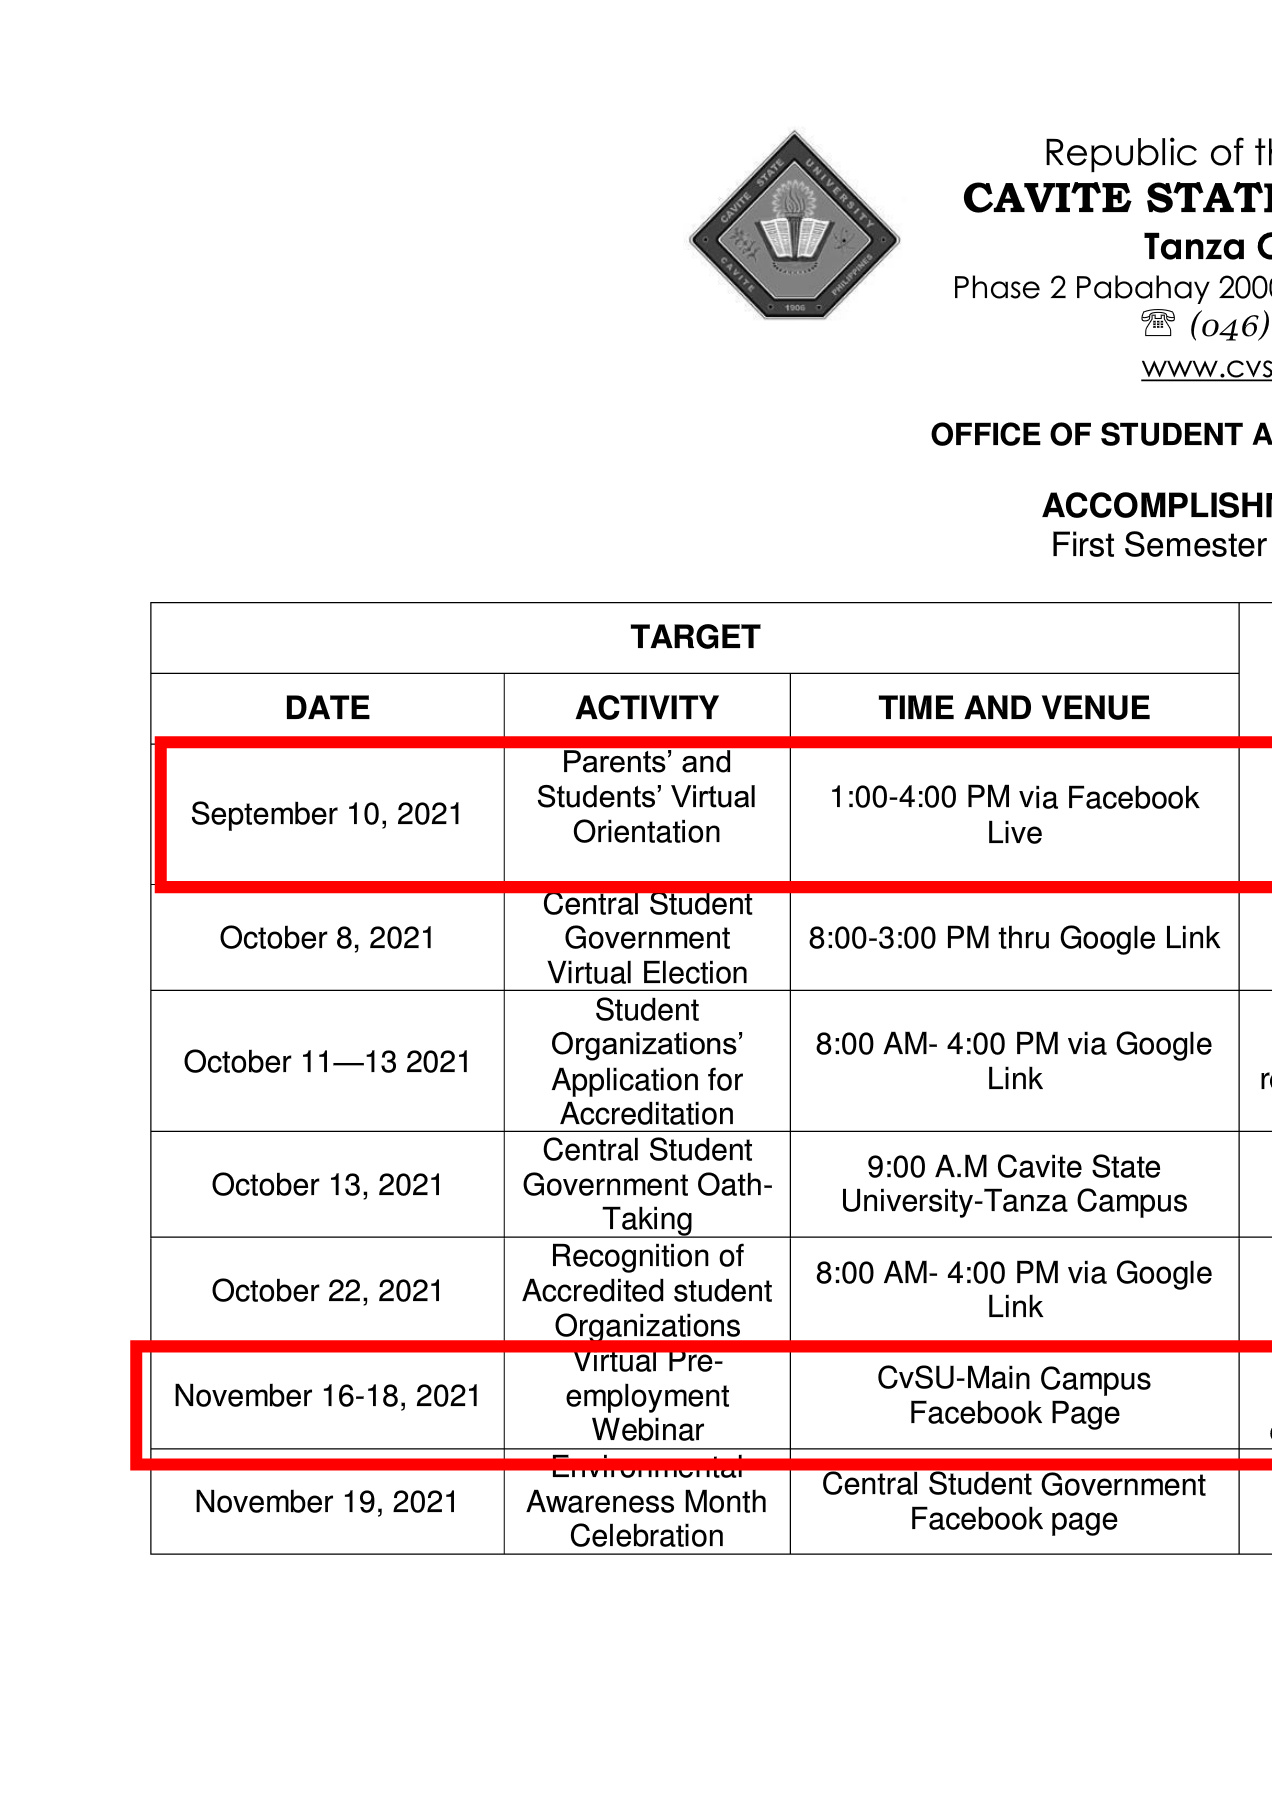 CAVITE STATE UNIVERSITY
CAVITE
PHILIPPINES
1906
Republic of
CAVITE STATE
Tanza
Phase 2 Pabahay 2000
☏ (046)
www.cvs
OFFICE OF STUDENT A
ACCOMPLISHM
First Semester
TARGET
DATE ACTIVITY TIME AND VENUE
Parents’ and
Students’ Virtual
Orientation
September 10, 2021
1:00-4:00 PM via Facebook
Live
Central Student
Government
Virtual Election
October 8, 2021
8:00-3:00 PM thru Google Link
Student
Organizations’
Application for
Accreditation
October 11—13 2021
8:00 AM- 4:00 PM via Google
Link
Central Student
Government Oath-
Taking
October 13, 2021
9:00 A.M Cavite State
University-Tanza Campus
Recognition of
Accredited student
Organizations
October 22, 2021
8:00 AM- 4:00 PM via Google
Link
Virtual Pre-
employment
Webinar
November 16-18, 2021
CvSU-Main Campus
Facebook Page
Environmental
Awareness Month
Celebration
November 19, 2021
Central Student Government
Facebook page